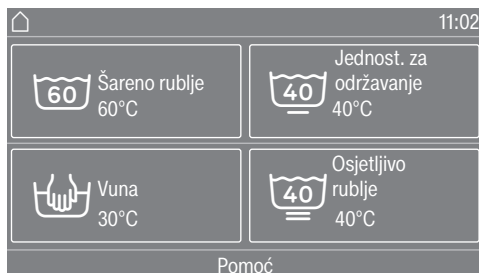 11:02
60
Šareno rublje
60°C
40
Jednost. za
održavanje
40°C
Vuna
30°C
40
Osjetljivo
rublje
40°C
Pomoć